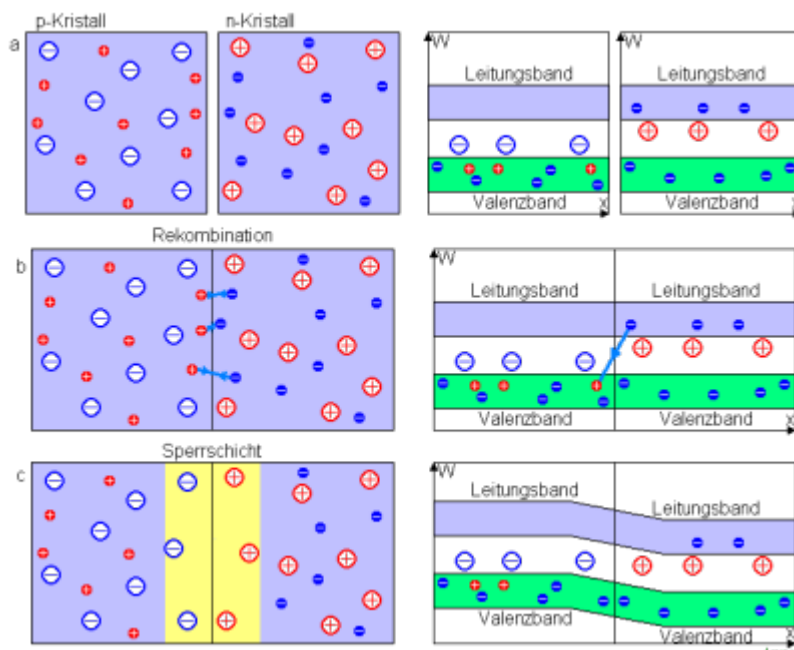 p-Kristall
n-Kristall
a
W
Leitungsband
Valenzband
x
W
Leitungsband
Valenzband
Rekombination
b
W
Leitungsband
Leitungsband
Valenzband
Valenzband
x
Sperrschicht
c
W
Leitungsband
Leitungsband
Valenzband
Valenzband
x